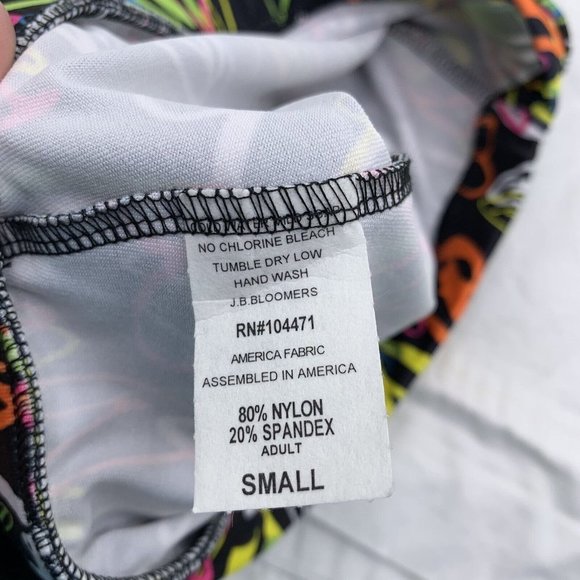 NO CHLORINE BLEACH
TUMBLE DRY LOW
HAND WASH
J.B.BLOOMERS
RN#104471
AMERICA FABRIC
ASSEMBLED IN AMERICA
80% NYLON
20% SPANDEX
ADULT
SMALL